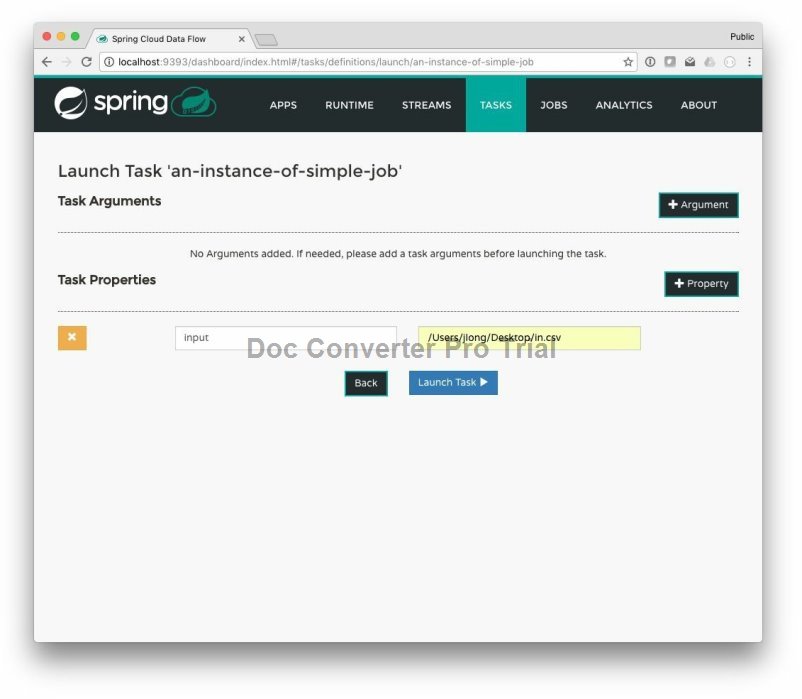 Spring Cloud Data Flow
Public
localhost:9393/dashboard/index.html#/tasks/definitions/launch/an-instance-of-simple-job
spring
APPS RUNTIME STREAMS TASKS JOBS ANALYTICS ABOUT
Launch Task 'an-instance-of-simple-job'
Task Arguments
Argument
No Arguments added. If needed, please add a task arguments before launching the task.
Task Properties
Property
input /Users/jlong/Desktop/in.csv
Doc Converter Pro Trial
Back Launch Task